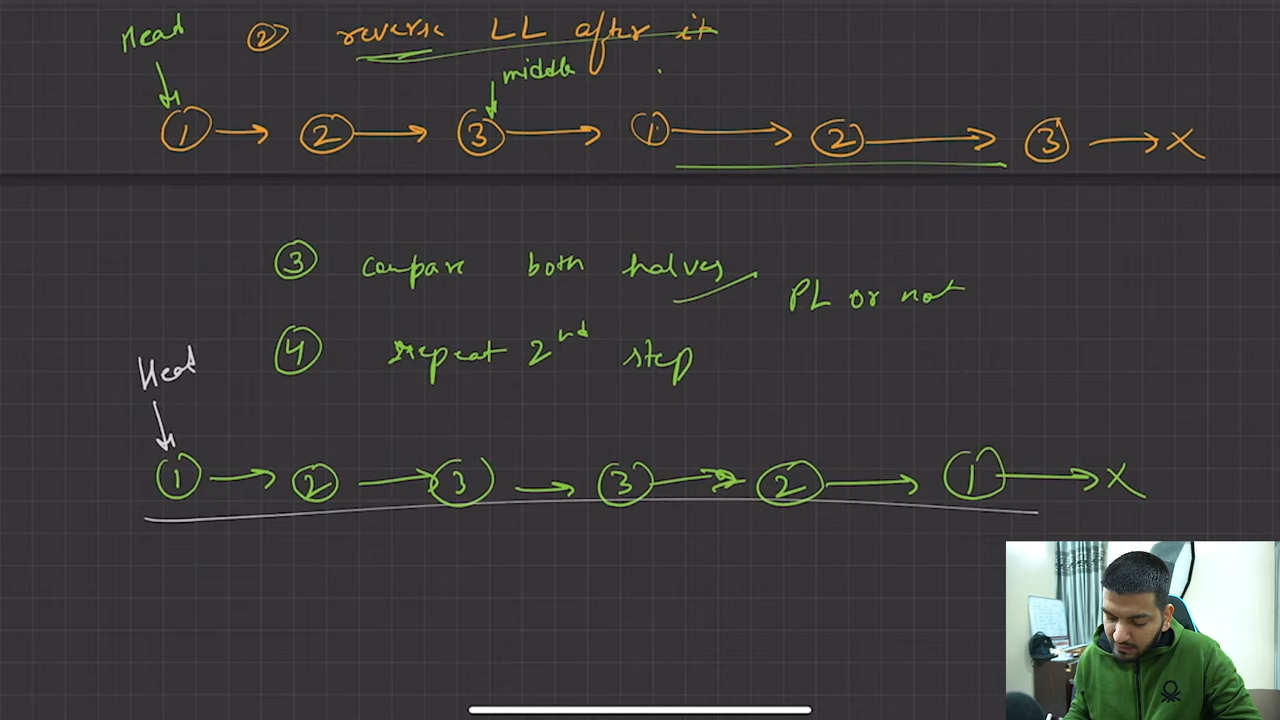 Head ② reverse LL after it
middle
① → ② → ③ → ① → ② → ③ → X
③ compare both halves
PL or not
④ repeat 2nd step
Head
① → ② → ③ → ③ → ② → ① → X